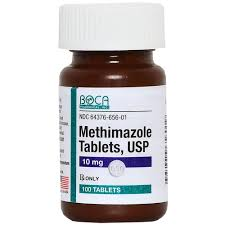 BOCA
NDC 64376-656-01
Methimazole
Tablets, USP
10 mg
Rx ONLY
100 TABLETS